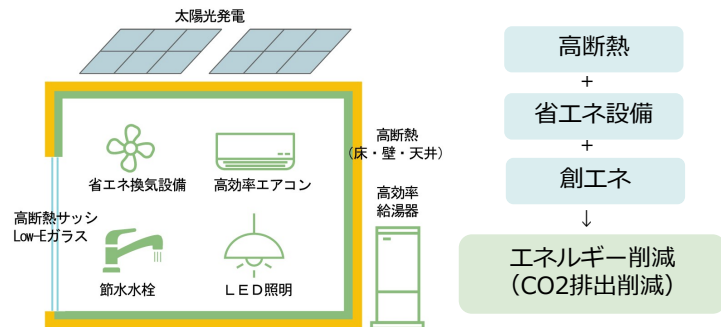 太陽光発電
省エネ換気設備
高効率エアコン
高断熱
(床・壁・天井)
高断熱サッシ
Low-Eガラス
節水水栓
LED照明
高効率
給湯器
高断熱
+
省エネ設備
+
創エネ
↓
エネルギー削減
(CO2排出削減)